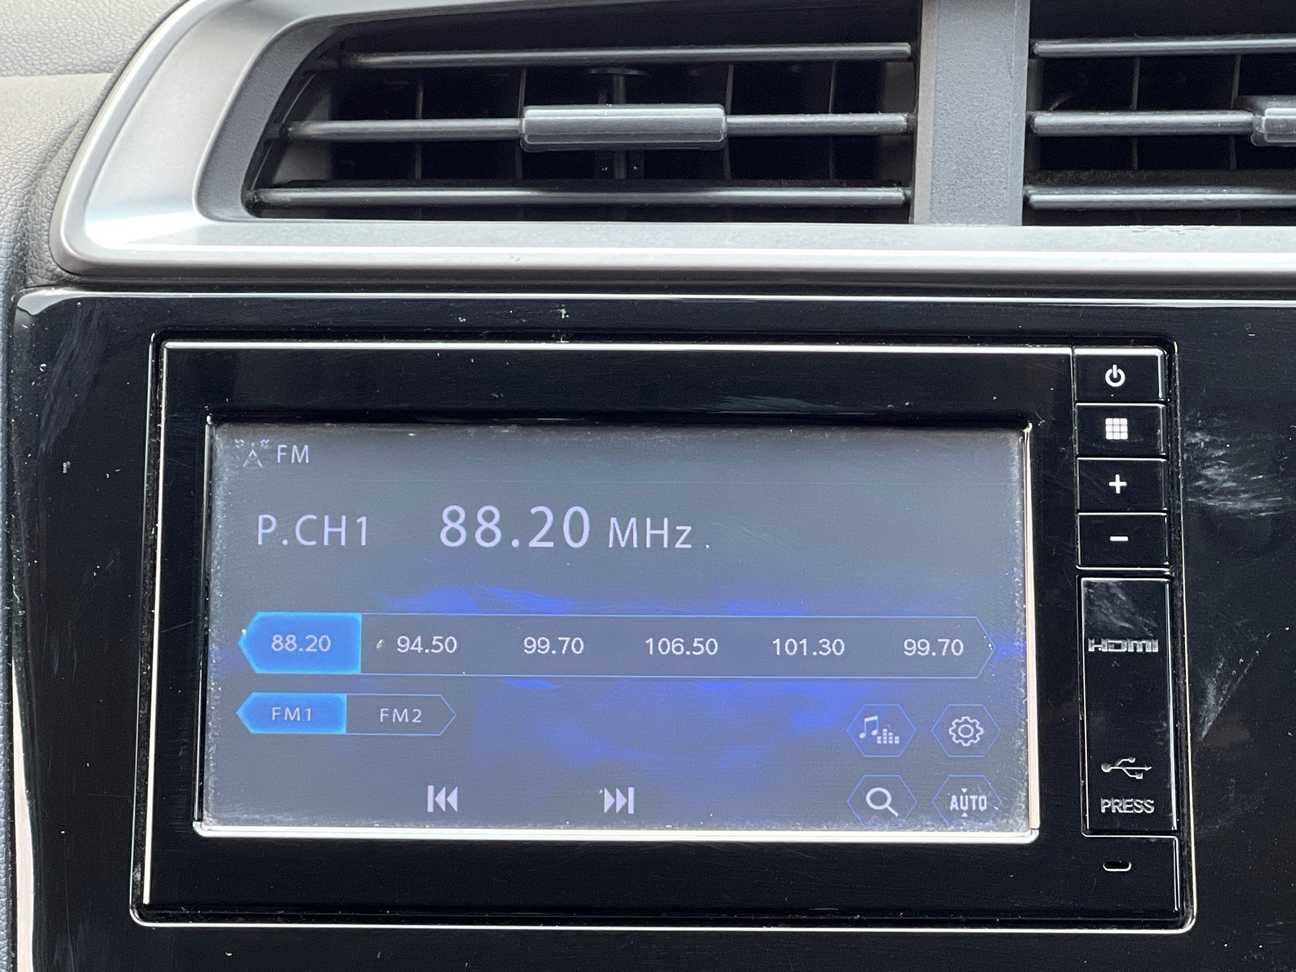 FM
P.CH1 88.20 MHz
88.20 94.50 99.70 106.50 101.30 99.70
FM1 FM2
AUTO
HDMI
PRESS